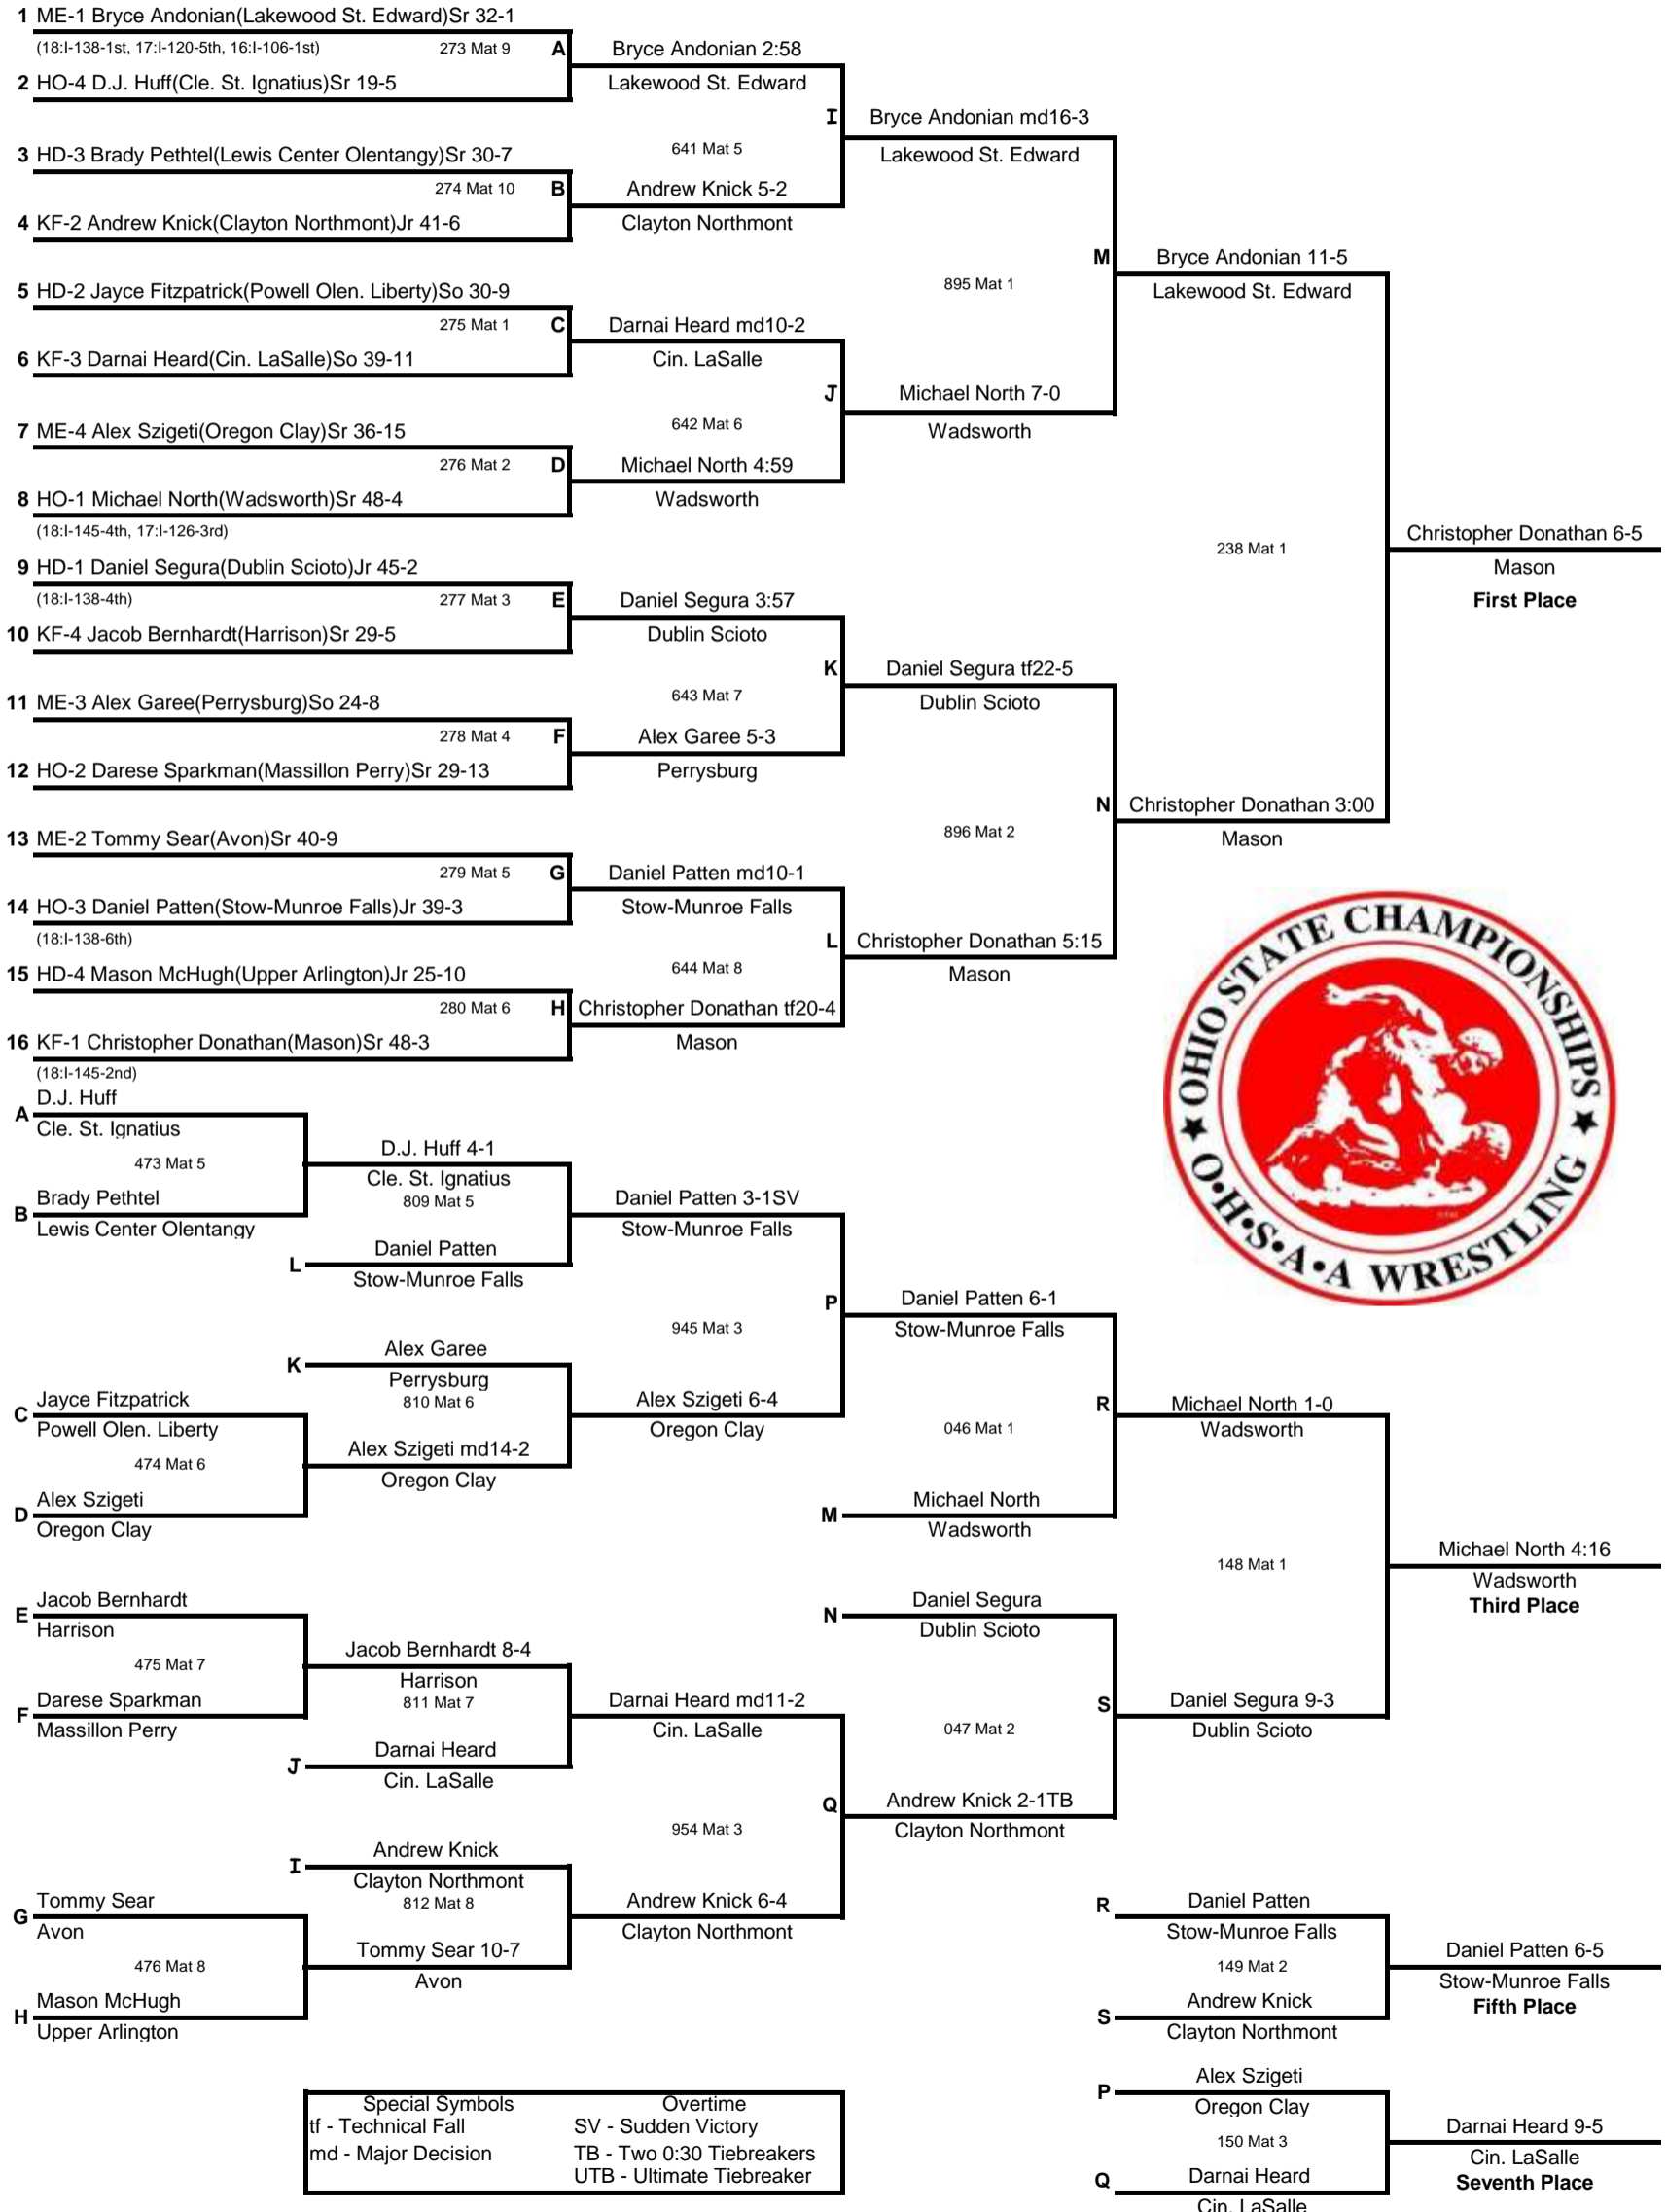 1 ME-1 Bryce Andonian(Lakewood St. Edward)Sr 32-1
(18:I-138-1st, 17:I-120-5th, 16:I-106-1st)
273 Mat 9
A
2 HO-4 D.J. Huff(Cle. St. Ignatius)Sr 19-5
3 HD-3 Brady Pethtel(Lewis Center Olentangy)Sr 30-7
274 Mat 10
B
4 KF-2 Andrew Knick(Clayton Northmont)Jr 41-6
5 HD-2 Jayce Fitzpatrick(Powell Olen. Liberty)So 30-9
275 Mat 1
C
6 KF-3 Darnai Heard(Cin. LaSalle)So 39-11
7 ME-4 Alex Szigeti(Oregon Clay)Sr 36-15
276 Mat 2
D
8 HO-1 Michael North(Wadsworth)Sr 48-4
(18:I-145-4th, 17:I-126-3rd)
9 HD-1 Daniel Segura(Dublin Scioto)Jr 45-2
(18:I-138-4th)
277 Mat 3
E
10 KF-4 Jacob Bernhardt(Harrison)Sr 29-5
11 ME-3 Alex Garee(Perrysburg)So 24-8
278 Mat 4
F
12 HO-2 Darese Sparkman(Massillon Perry)Sr 29-13
13 ME-2 Tommy Sear(Avon)Sr 40-9
279 Mat 5
G
14 HO-3 Daniel Patten(Stow-Munroe Falls)Jr 39-3
(18:I-138-6th)
15 HD-4 Mason McHugh(Upper Arlington)Jr 25-10
280 Mat 6
H
16 KF-1 Christopher Donathan(Mason)Sr 48-3
(18:I-145-2nd)
Bryce Andonian 2:58
Lakewood St. Edward
641 Mat 5
I
Andrew Knick 5-2
Clayton Northmont
Darnai Heard md10-2
Cin. LaSalle
642 Mat 6
J
Michael North 4:59
Wadsworth
Daniel Segura 3:57
Dublin Scioto
643 Mat 7
K
Alex Garee 5-3
Perrysburg
Daniel Patten md10-1
Stow-Munroe Falls
644 Mat 8
L
Christopher Donathan tf20-4
Mason
Bryce Andonian md16-3
Lakewood St. Edward
895 Mat 1
M
Michael North 7-0
Wadsworth
Daniel Segura tf22-5
Dublin Scioto
896 Mat 2
N
Christopher Donathan 5:15
Mason
Bryce Andonian 11-5
Lakewood St. Edward
238 Mat 1
Christopher Donathan 3:00
Mason
Christopher Donathan 6-5
Mason
First Place
OHIO STATE CHAMPIONSHIPS
★ O•H•S•A•A WRESTLING ★
A
D.J. Huff
Cle. St. Ignatius
473 Mat 5
B
Brady Pethtel
Lewis Center Olentangy
C
Jayce Fitzpatrick
Powell Olen. Liberty
474 Mat 6
D
Alex Szigeti
Oregon Clay
E
Jacob Bernhardt
Harrison
475 Mat 7
F
Darese Sparkman
Massillon Perry
G
Tommy Sear
Avon
476 Mat 8
H
Mason McHugh
Upper Arlington
D.J. Huff 4-1
Cle. St. Ignatius
809 Mat 5
L
Daniel Patten
Stow-Munroe Falls
K
Alex Garee
Perrysburg
810 Mat 6
Alex Szigeti md14-2
Oregon Clay
Jacob Bernhardt 8-4
Harrison
811 Mat 7
J
Darnai Heard
Cin. LaSalle
I
Andrew Knick
Clayton Northmont
812 Mat 8
Tommy Sear 10-7
Avon
Daniel Patten 3-1SV
Stow-Munroe Falls
945 Mat 3
P
Alex Szigeti 6-4
Oregon Clay
Darnai Heard md11-2
Cin. LaSalle
954 Mat 3
Q
Andrew Knick 6-4
Clayton Northmont
Daniel Patten 6-1
Stow-Munroe Falls
046 Mat 1
R
M
Michael North
Wadsworth
N
Daniel Segura
Dublin Scioto
047 Mat 2
S
Andrew Knick 2-1TB
Clayton Northmont
Michael North 1-0
Wadsworth
148 Mat 1
Daniel Segura 9-3
Dublin Scioto
Michael North 4:16
Wadsworth
Third Place
R
Daniel Patten
Stow-Munroe Falls
149 Mat 2
S
Andrew Knick
Clayton Northmont
Daniel Patten 6-5
Stow-Munroe Falls
Fifth Place
P
Alex Szigeti
Oregon Clay
150 Mat 3
Q
Darnai Heard
Cin. LaSalle
Darnai Heard 9-5
Cin. LaSalle
Seventh Place
Special Symbols
tf - Technical Fall
md - Major Decision
Overtime
SV - Sudden Victory
TB - Two 0:30 Tiebreakers
UTB - Ultimate Tiebreaker